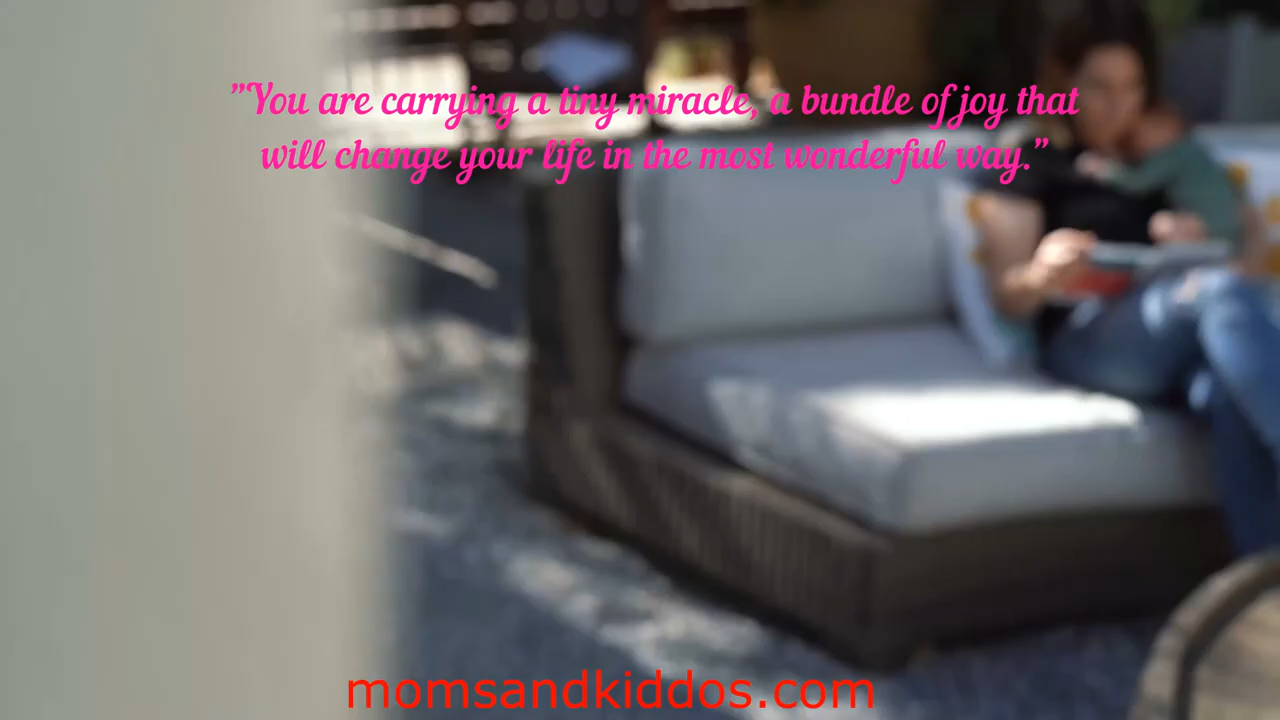 ”You are carrying a tiny miracle, a bundle of joy that
will change your life in the most wonderful way.”
momsandkiddos.com